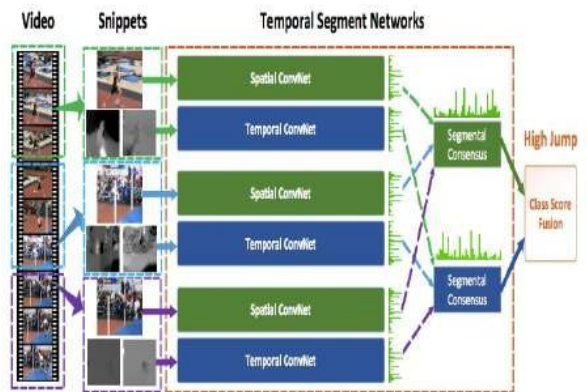 Video
Snippets
Temporal Segment Networks
Spatial ConvNet
Temporal ConvNet
Spatial ConvNet
Temporal ConvNet
Spatial ConvNet
Temporal ConvNet
Segmental
Consensus
Segmental
Consensus
High Jump
Class Score
Fusion